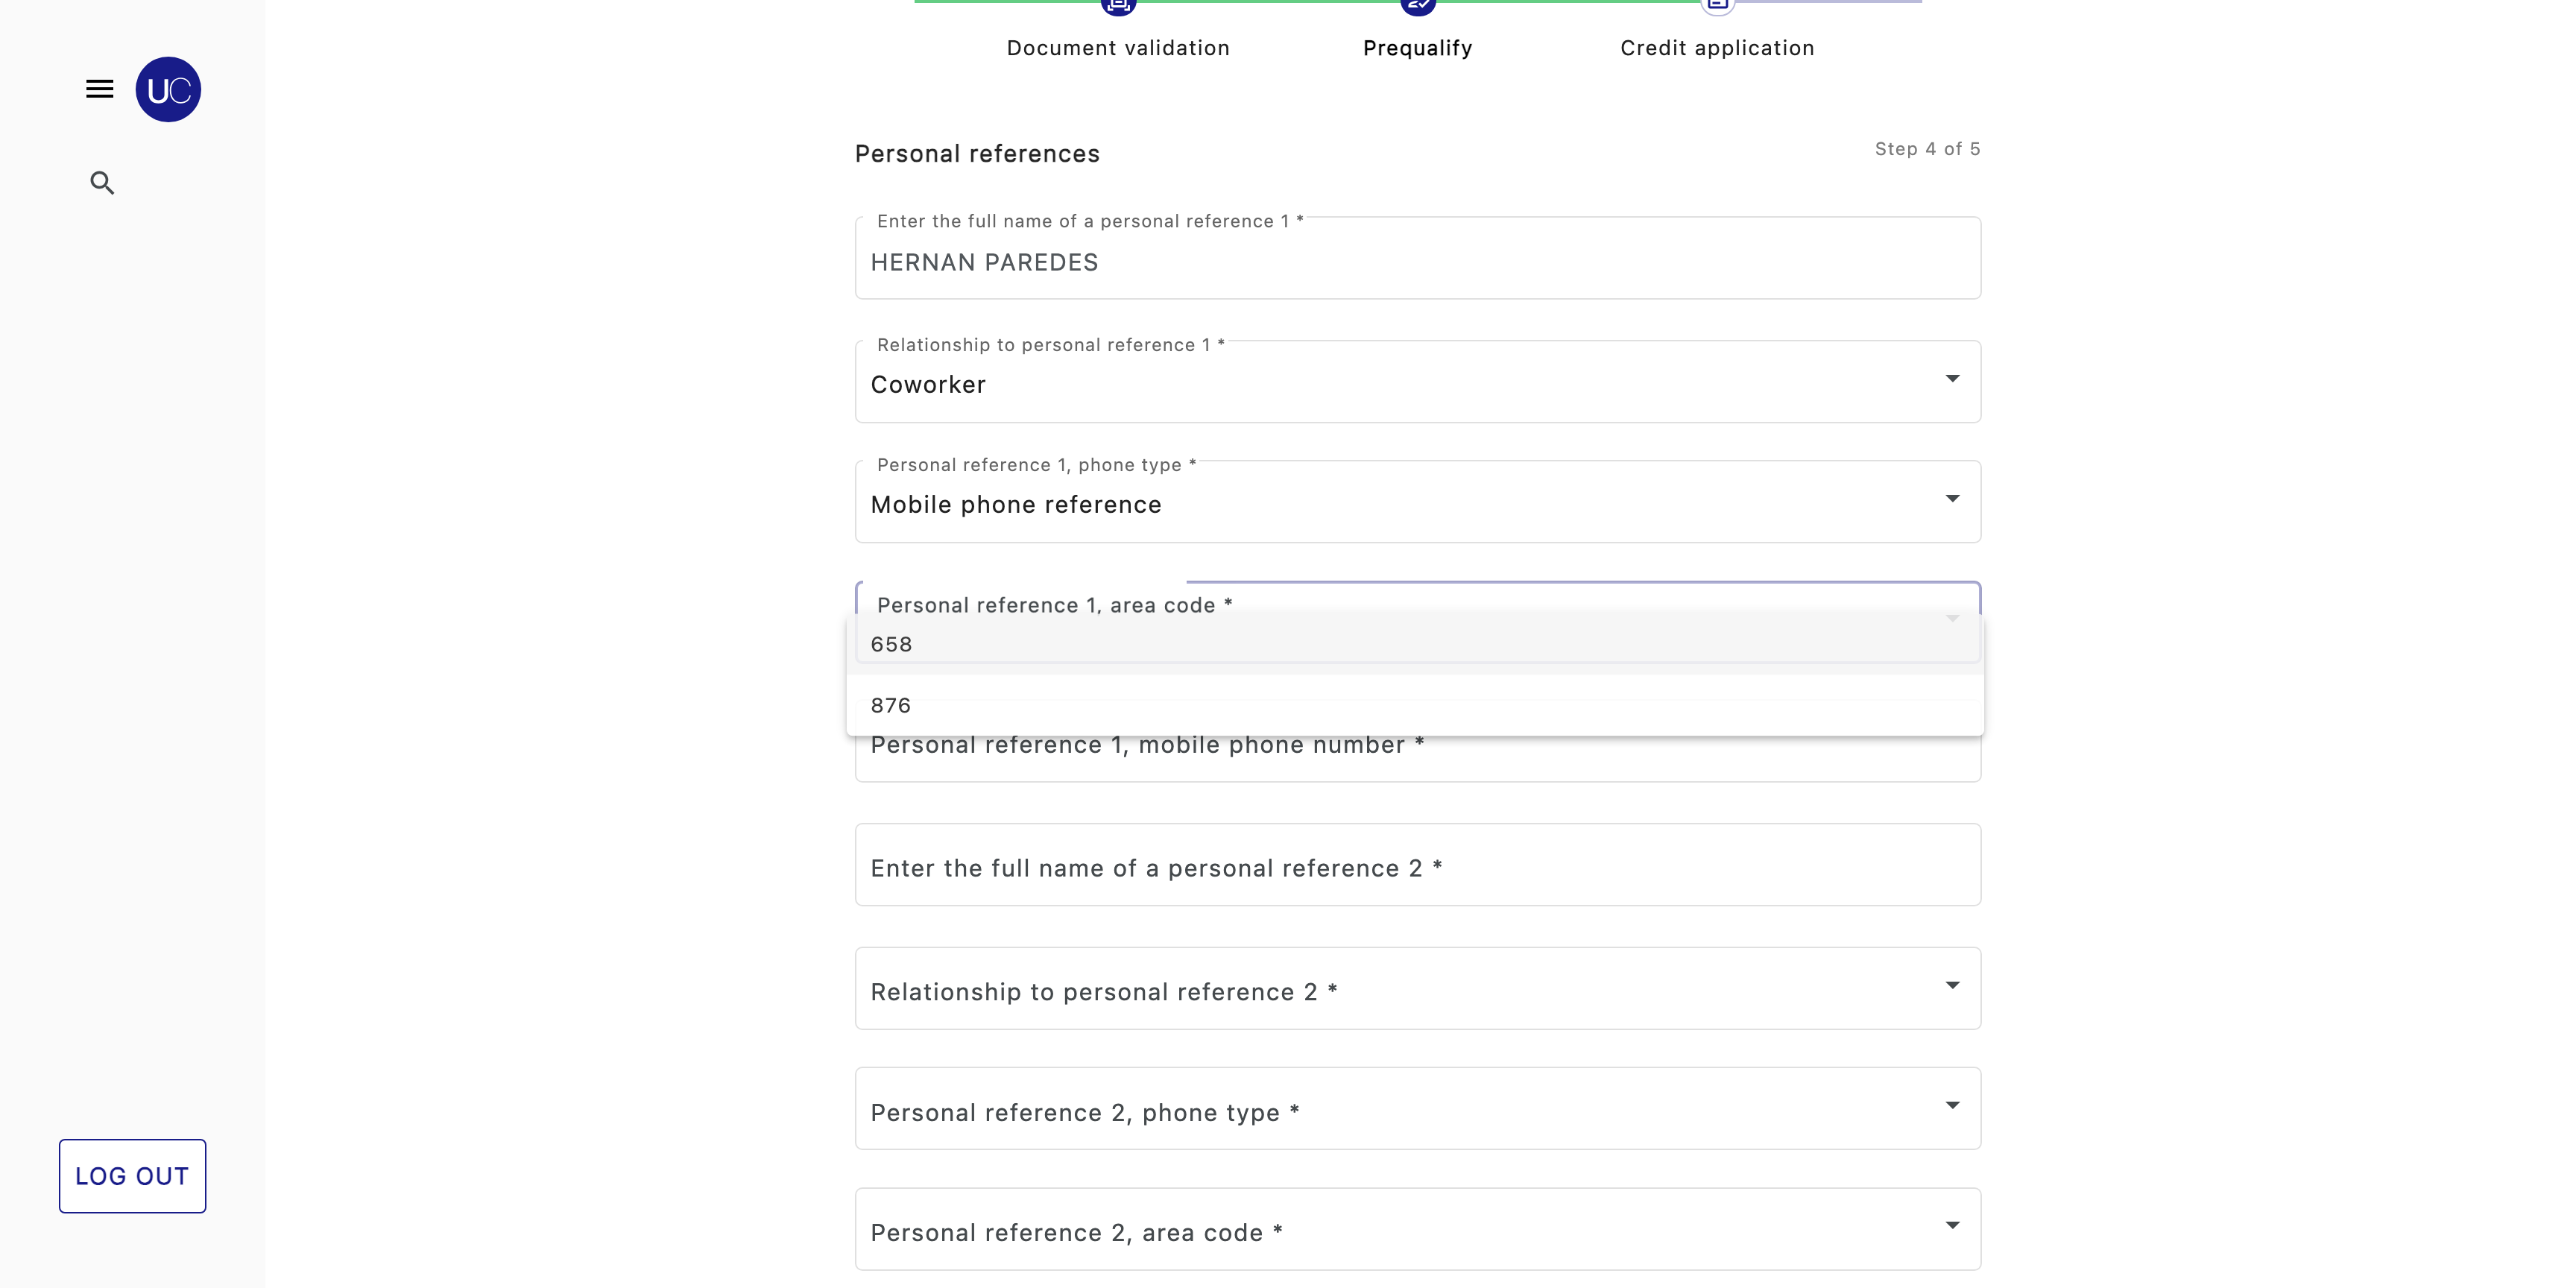 Document validation
Prequalify
Credit application
UC
Personal references
Step 4 of 5
Enter the full name of a personal reference 1 *
HERNAN PAREDES
Relationship to personal reference 1 *
Coworker
Personal reference 1, phone type *
Mobile phone reference
Personal reference 1, area code *
658
876
Personal reference 1, mobile phone number *
Enter the full name of a personal reference 2 *
Relationship to personal reference 2 *
Personal reference 2, phone type *
Personal reference 2, area code *
LOG OUT